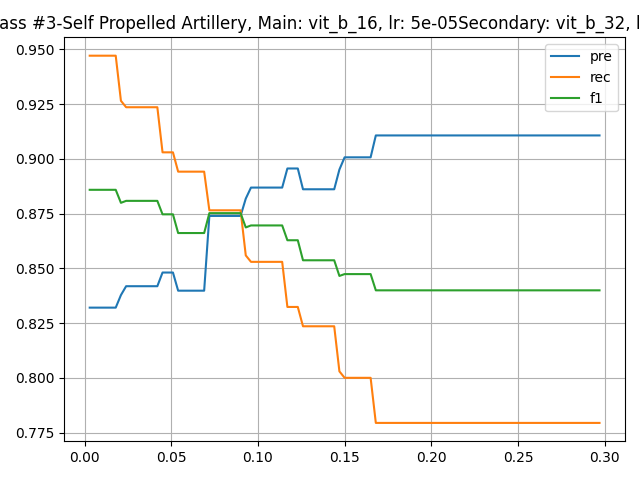 ass #3-Self Propelled Artillery, Main: vit_b_16, lr: 5e-05Secondary: vit_b_32, l
0.950
0.925
0.900
0.875
0.850
0.825
0.800
0.775
pre
rec
f1
0.00 0.05 0.10 0.15 0.20 0.25 0.30